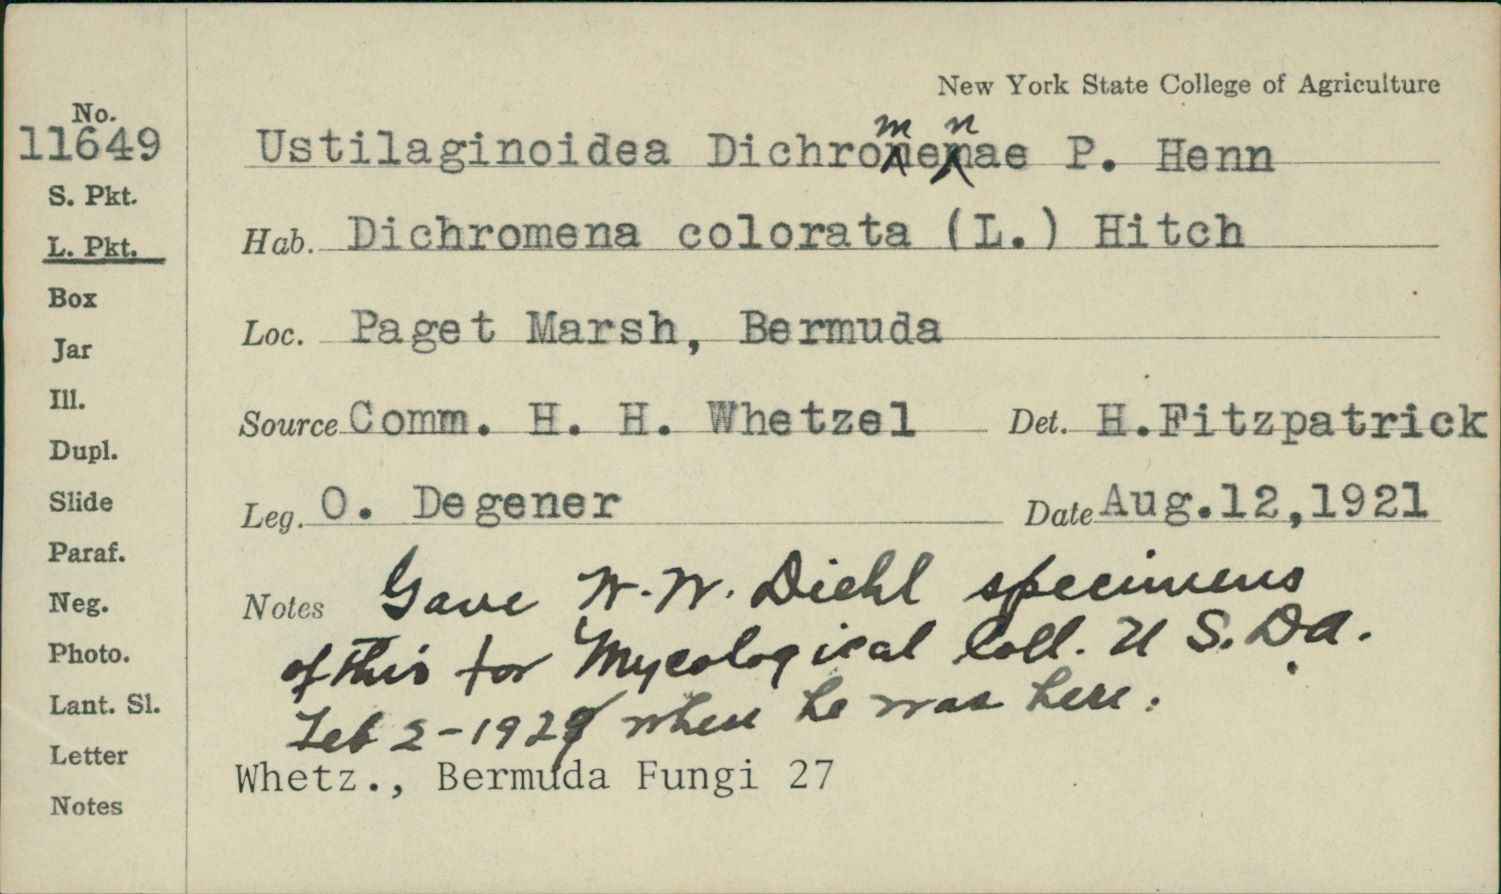 New York State College of Agriculture
No.
11649
Ustilaginoidea Dichromenae P. Henn
S. Pkt.
L. Pkt.
Hab. Dichromena colorata (L.) Hitch
Box
Loc. Paget Marsh, Bermuda
Jar
Ill.
Source Comm. H. H. Whetzel Det. H.Fitzpatrick
Dupl.
Slide
Leg. O. Degener Date Aug.12,1921
Paraf.
Neg.
Notes Gave W. W. Diehl specimens
Photo.
of this for Mycological Coll. U S. D a.
Lant. Sl.
Feb 2-1929 when he was here.
Letter
Whetz., Bermuda Fungi 27
Notes